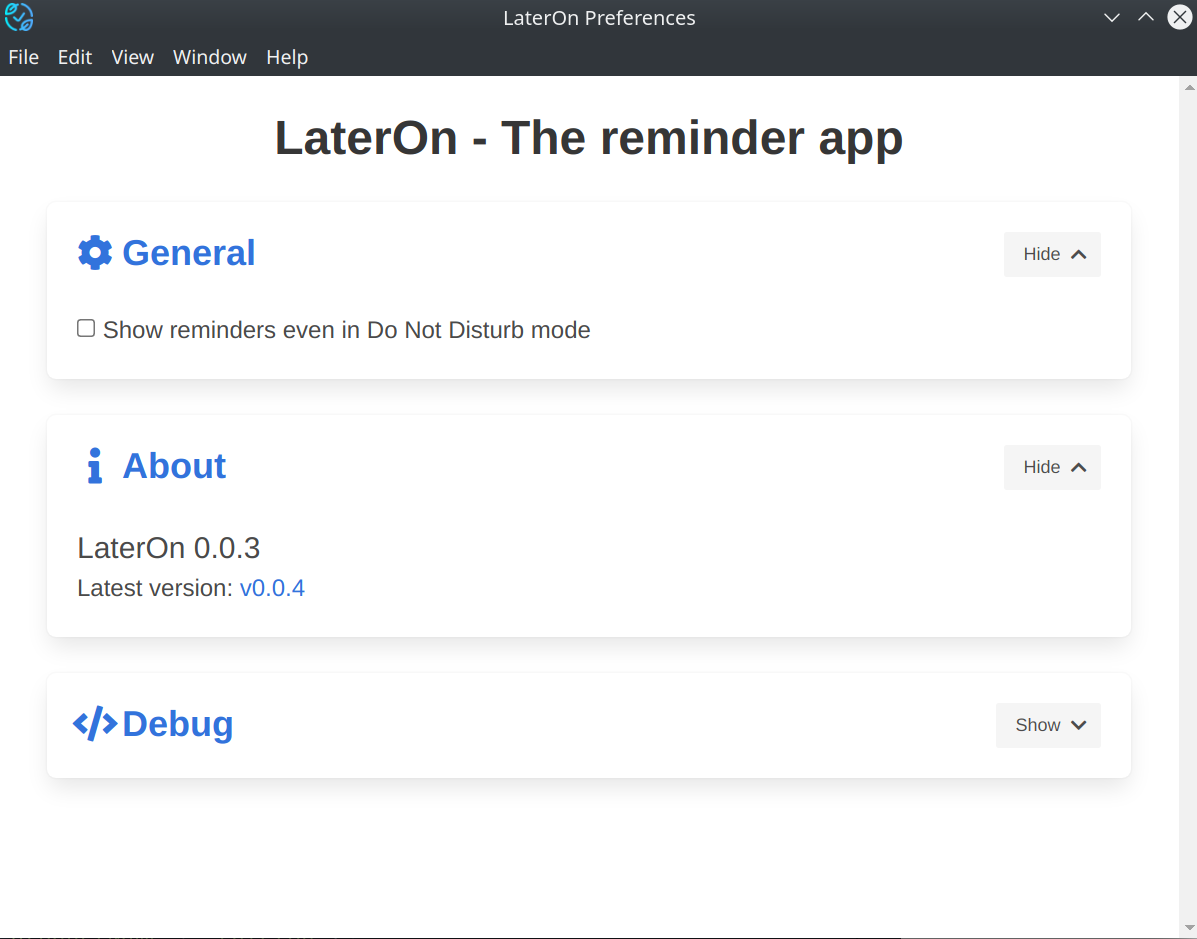 LaterOn Preferences
File Edit View Window Help
LaterOn - The reminder app
General
Hide
Show reminders even in Do Not Disturb mode
About
Hide
LaterOn 0.0.3
Latest version: v0.0.4
Debug
Show